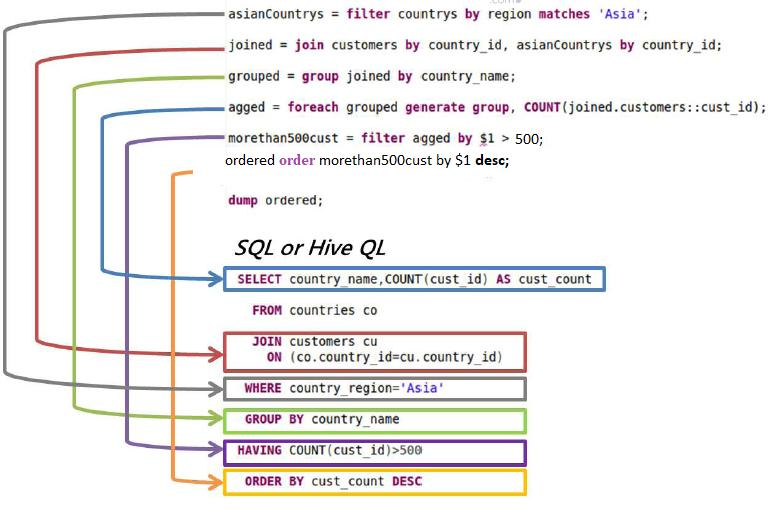 asianCountrys = filter countrys by region matches 'Asia';
joined = join customers by country_id, asianCountrys by country_id;
grouped = group joined by country_name;
agged = foreach grouped generate group, COUNT(joined.customers::cust_id);
morethan500cust = filter agged by $1 > 500;
ordered order morethan500cust by $1 desc;
dump ordered;
SQL or Hive QL
SELECT country_name,COUNT(cust_id) AS cust_count
FROM countries co
JOIN customers cu
ON (co.country_id=cu.country_id)
WHERE country_region='Asia'
GROUP BY country_name
HAVING COUNT(cust_id)>500
ORDER BY cust_count DESC